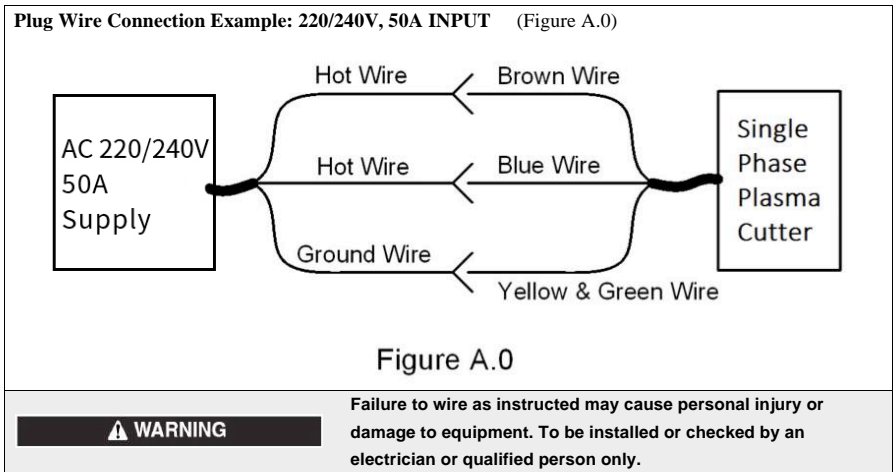 Plug Wire Connection Example: 220/240V, 50A INPUT (Figure A.0)
Hot Wire
Brown Wire
AC 220/240V
50A
Supply
Hot Wire
Blue Wire
Single
Phase
Plasma
Cutter
Ground Wire
Yellow & Green Wire
Figure A.0
WARNING
Failure to wire as instructed may cause personal injury or
damage to equipment. To be installed or checked by an
electrician or qualified person only.